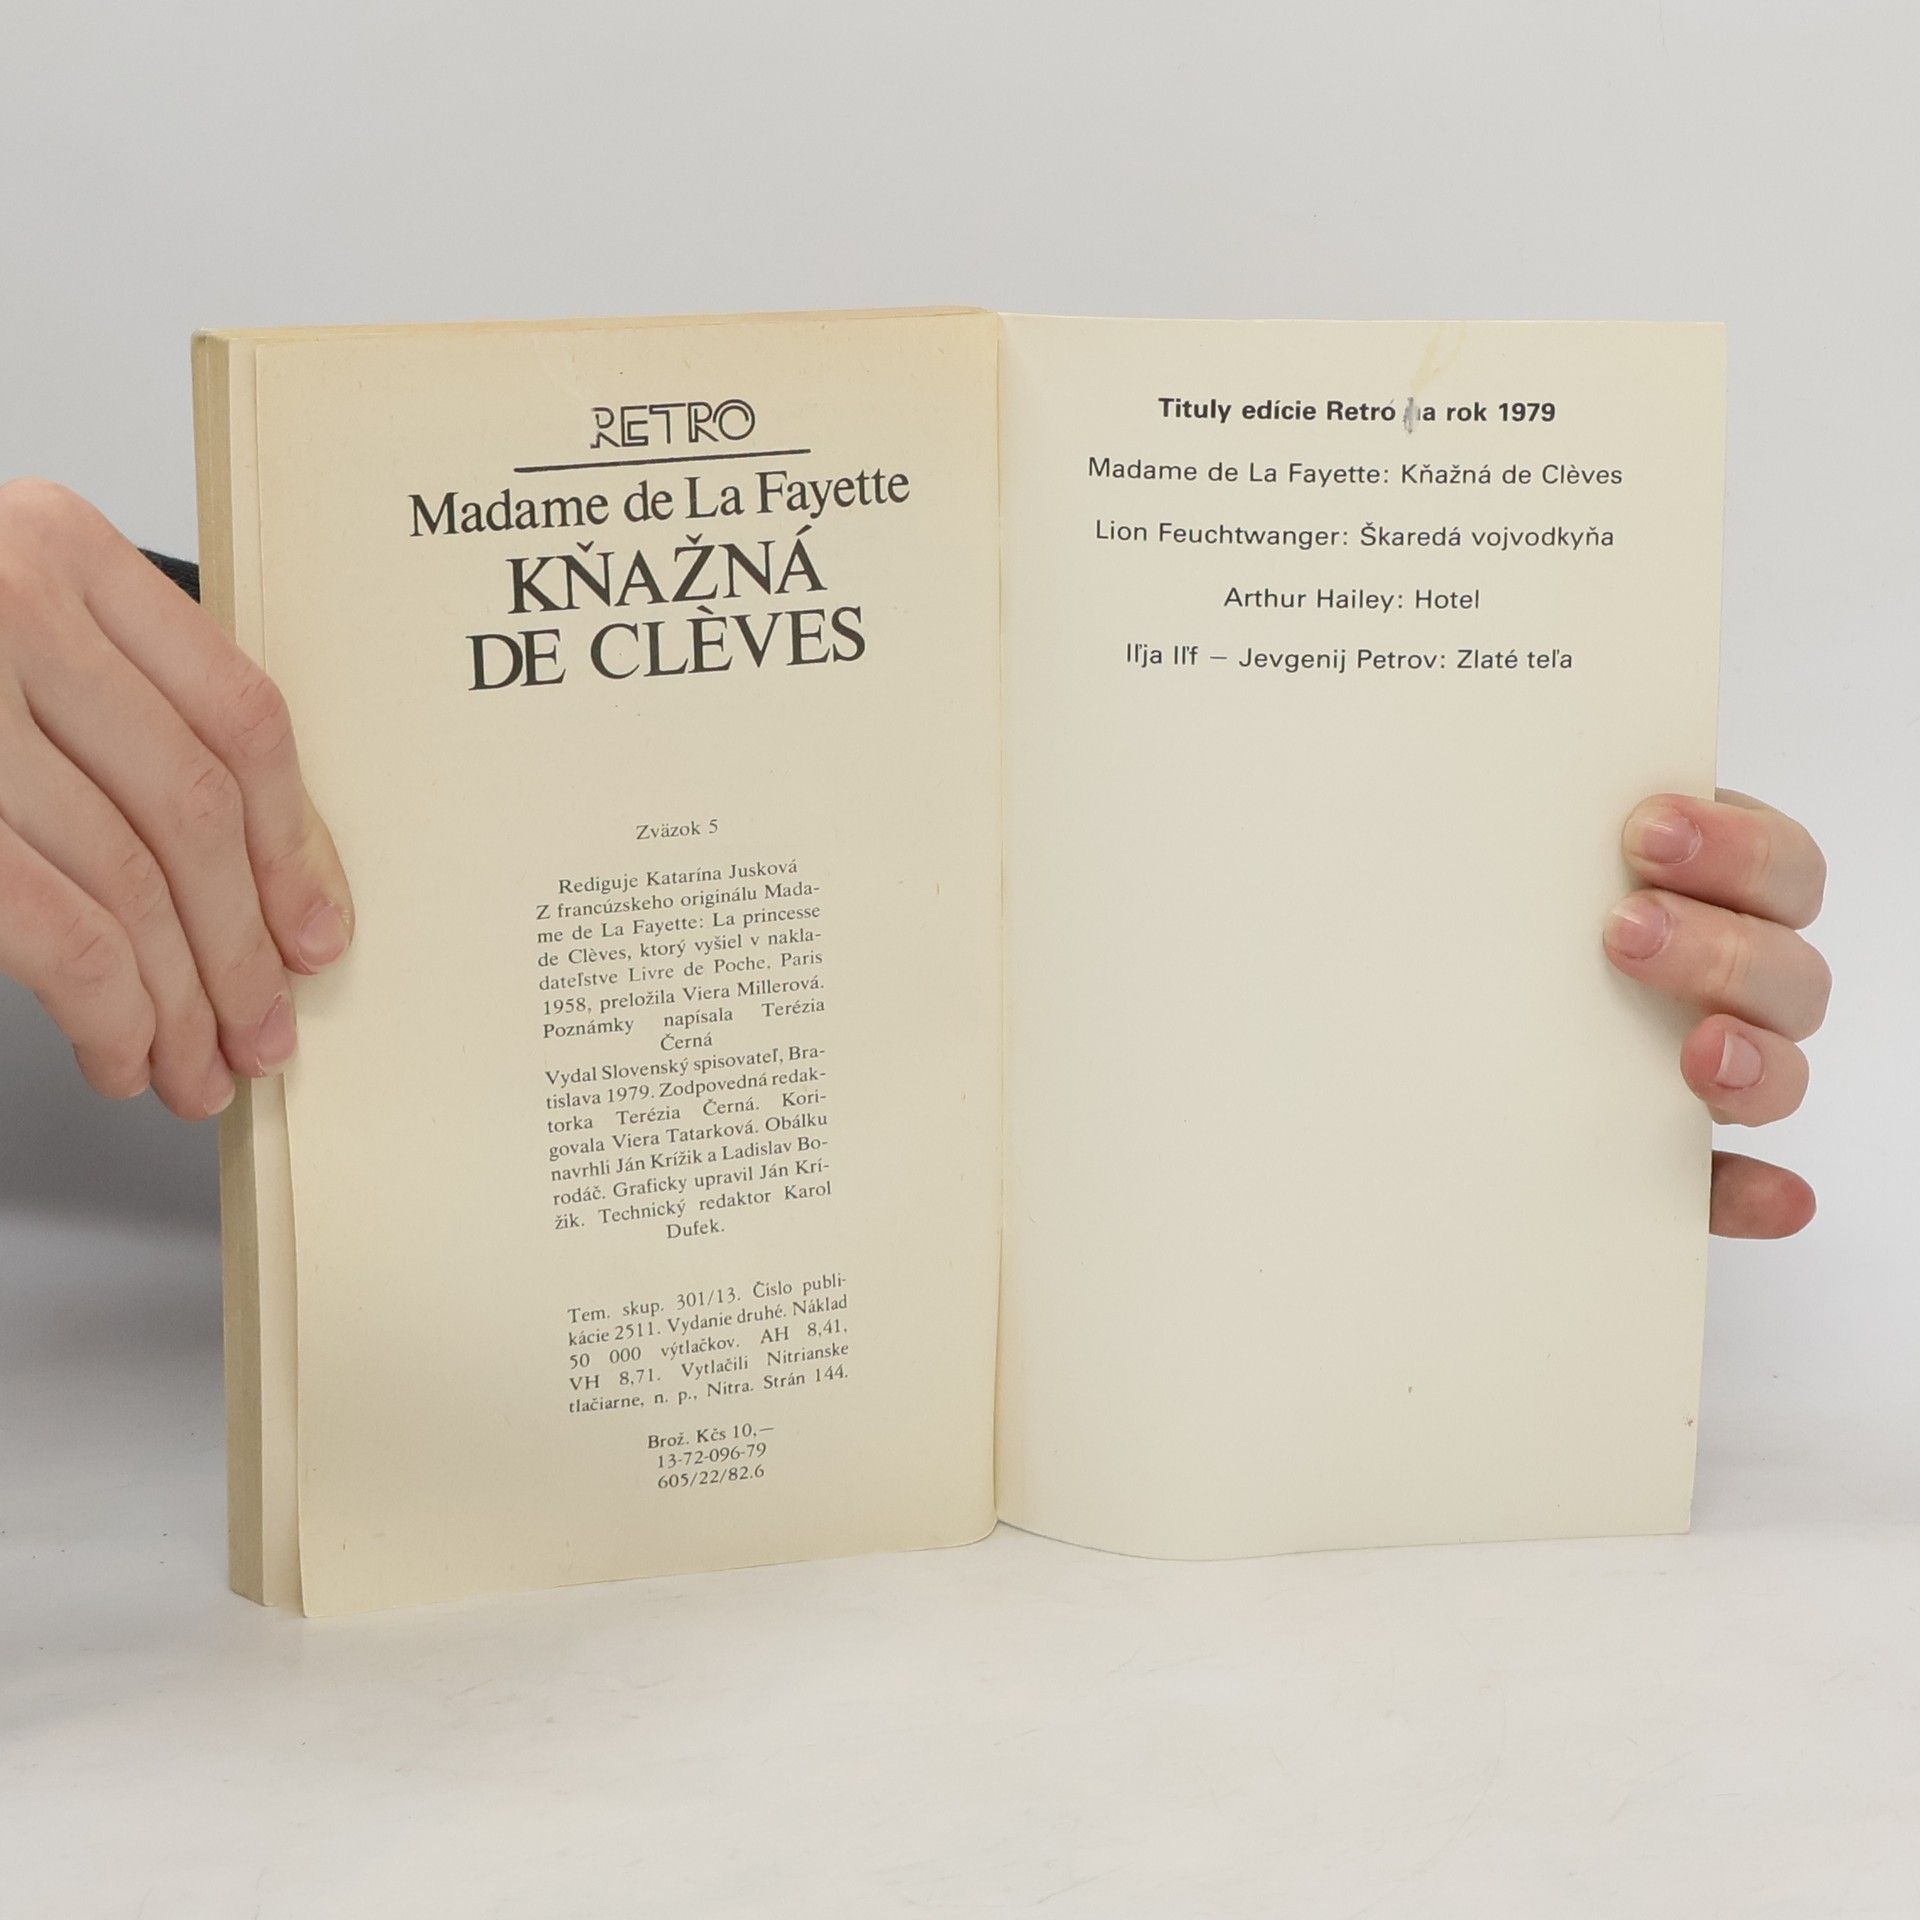 RETRO
Madame de La Fayette
KŇAŽNÁ
DE CLÈVES
Zväzok 5
Rediguje Katarína Jusková
Z francúzskeho originálu Mada-
me de La Fayette: La princesse
de Clèves, ktorý vyšiel v nakla-
dateľstve Livre de Poche, Paris
1958, preložila Viera Millerová.
Poznámky napísala Terézia
Černá
Vydal Slovenský spisovateľ, Bra-
tislava 1979. Zodpovedná redak-
torka Terézia Černá. Kori-
govala Viera Tatarková. Obálku
navrhli Ján Krížik a Ladislav Bo-
rodáč. Graficky upravil Ján Krí-
žik. Technický redaktor Karol
Dufek.
Tem. skup. 301/13. Číslo publi-
kácie 2511. Vydanie druhé. Náklad
50 000 výtlačkov. AH 8,41,
VH 8,71. Vytlačili Nitrianske
tlačiarne, n. p., Nitra. Strán 144.
Brož. Kčs 10,—
13-72-096-79
605/22/82.6
Tituly edície Retro na rok 1979
Madame de La Fayette: Kňažná de Clèves
Lion Feuchtwanger: Škaredá vojvodkyňa
Arthur Hailey: Hotel
Iľja Iľf – Jevgenij Petrov: Zlaté teľa